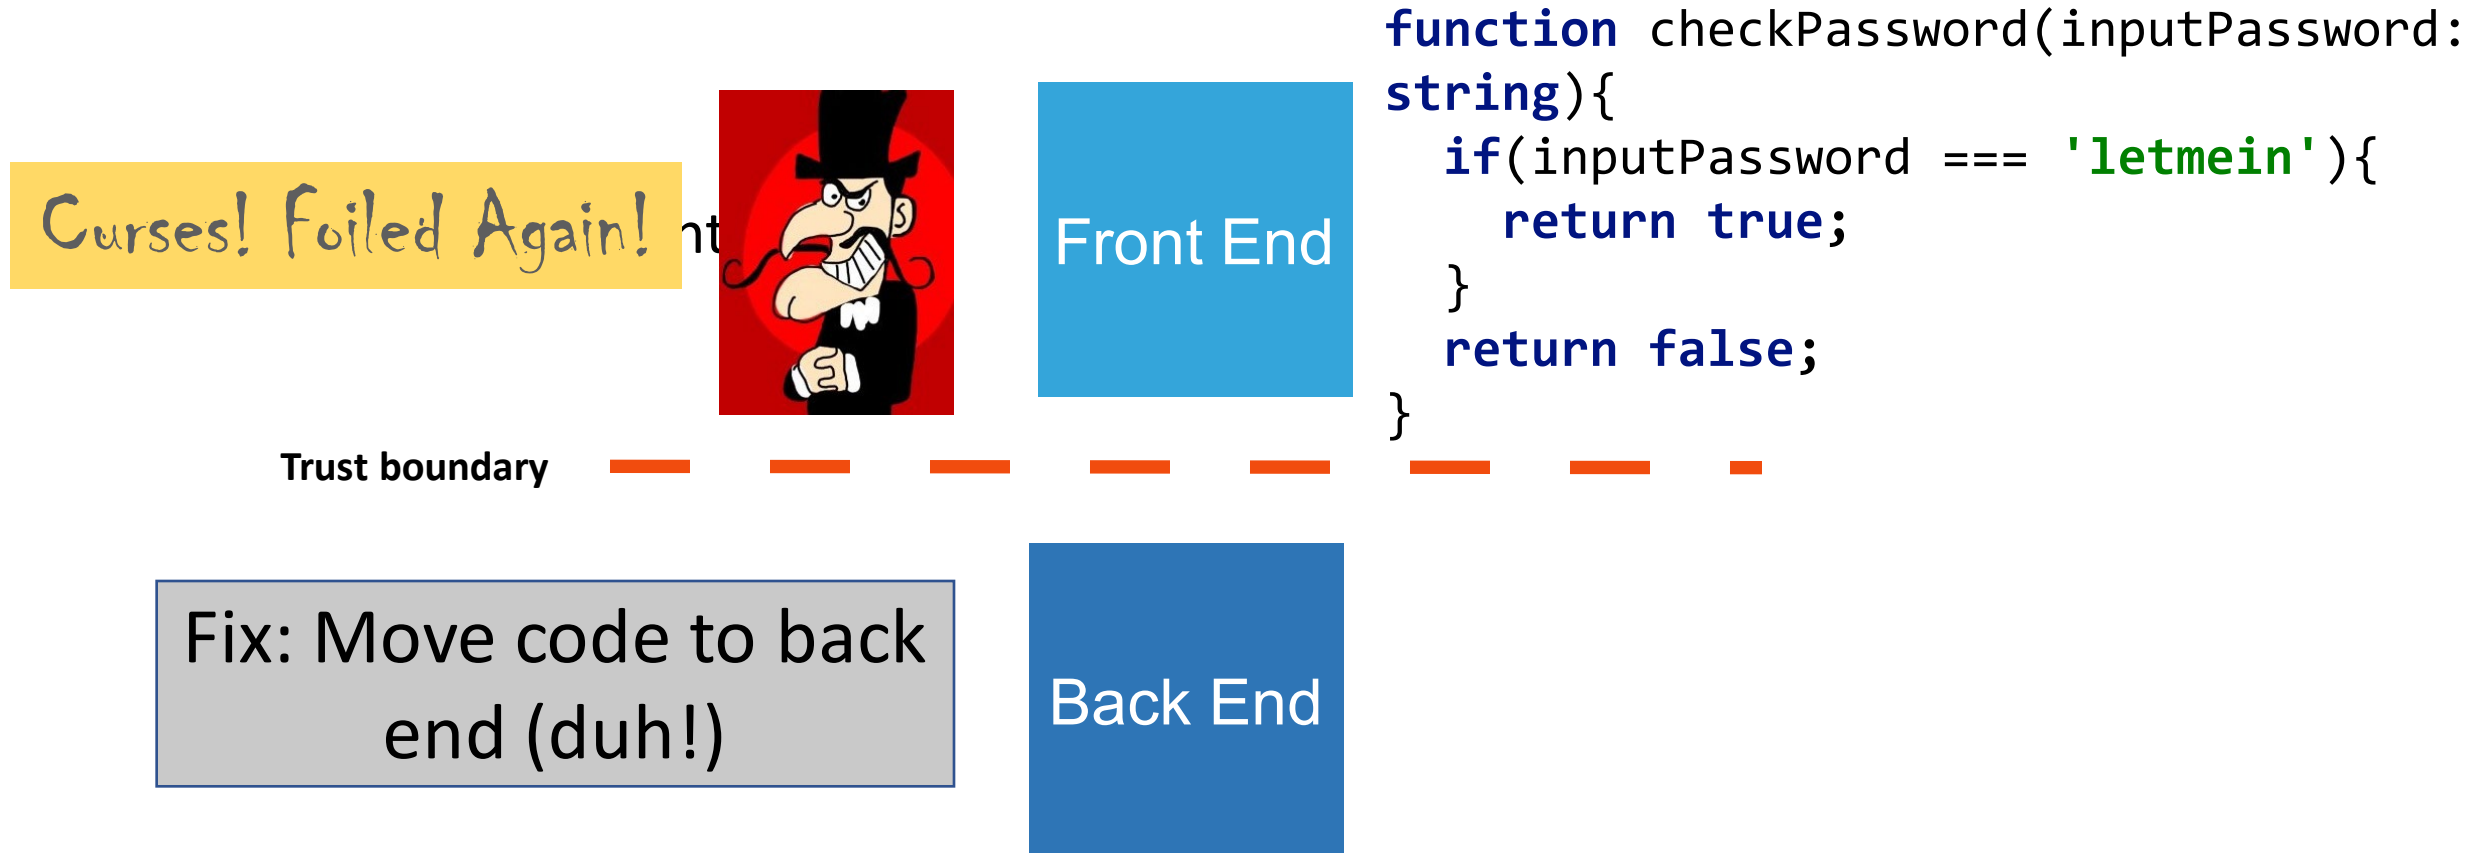 function checkPassword(inputPassword:
string){
  if(inputPassword === 'letmein'){
    return true;
  }
  return false;
}
Curses! Foiled Again!
Front End
Trust boundary
Fix: Move code to back
end (duh!)
Back End